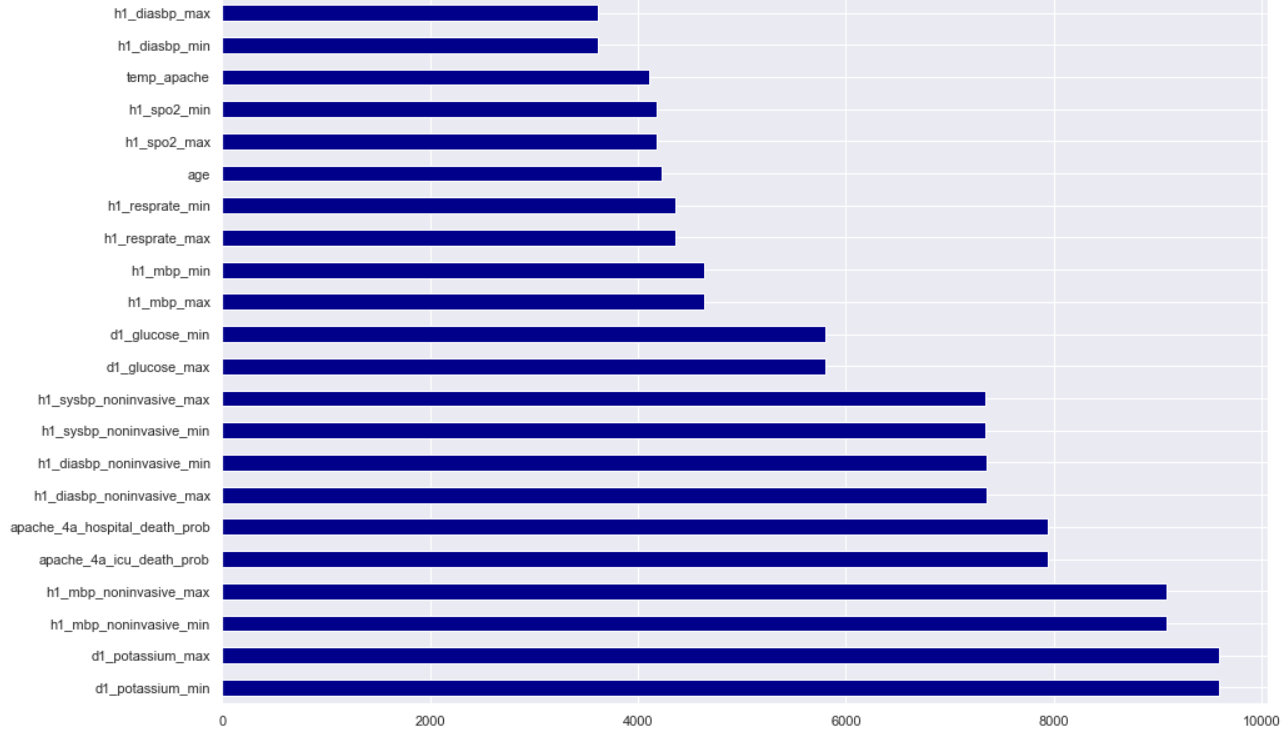 h1_diasbp_max
h1_diasbp_min
temp_apache
h1_spo2_min
h1_spo2_max
age
h1_resprate_min
h1_resprate_max
h1_mbp_min
h1_mbp_max
d1_glucose_min
d1_glucose_max
h1_sysbp_noninvasive_max
h1_sysbp_noninvasive_min
h1_diasbp_noninvasive_min
h1_diasbp_noninvasive_max
apache_4a_hospital_death_prob
apache_4a_icu_death_prob
h1_mbp_noninvasive_max
h1_mbp_noninvasive_min
d1_potassium_max
d1_potassium_min
0 2000 4000 6000 8000 10000